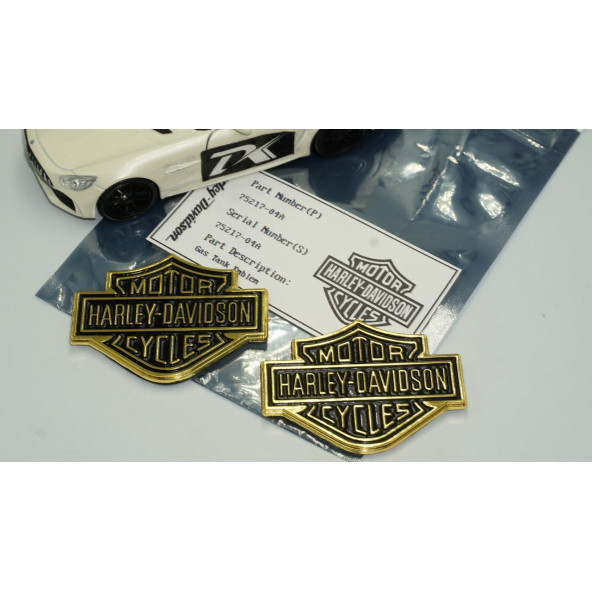 DK
Harley-Davidson
Part Number(P)
75217-04A
Serial Number(S)
75217-04A
Part Description:
Gas Tank Emblem
MOTOR
HARLEY-DAVIDSON
CYCLES
MOTOR
HARLEY-DAVIDSON
CYCLES
MOTOR
HARLEY-DAVIDSON
CYCLES